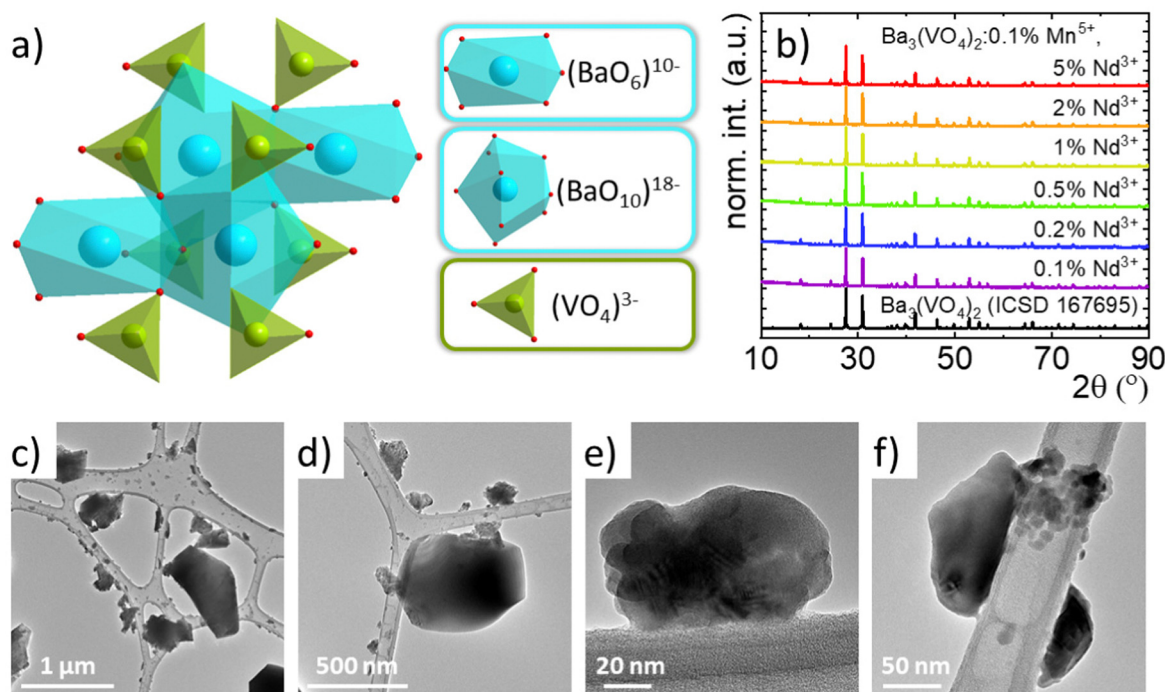 a)
(BaO₆)¹⁰⁻
(BaO₁₀)¹⁸⁻
(VO₄)³⁻
b)
norm. int. (a.u.)
Ba₃(VO₄)₂:0.1% Mn⁵⁺,
5% Nd³⁺
2% Nd³⁺
1% Nd³⁺
0.5% Nd³⁺
0.2% Nd³⁺
0.1% Nd³⁺
Ba₃(VO₄)₂ (ICSD 167695)
10 30 50 70 90
2θ (°)
c)
1 μm
d)
500 nm
e)
20 nm
f)
50 nm